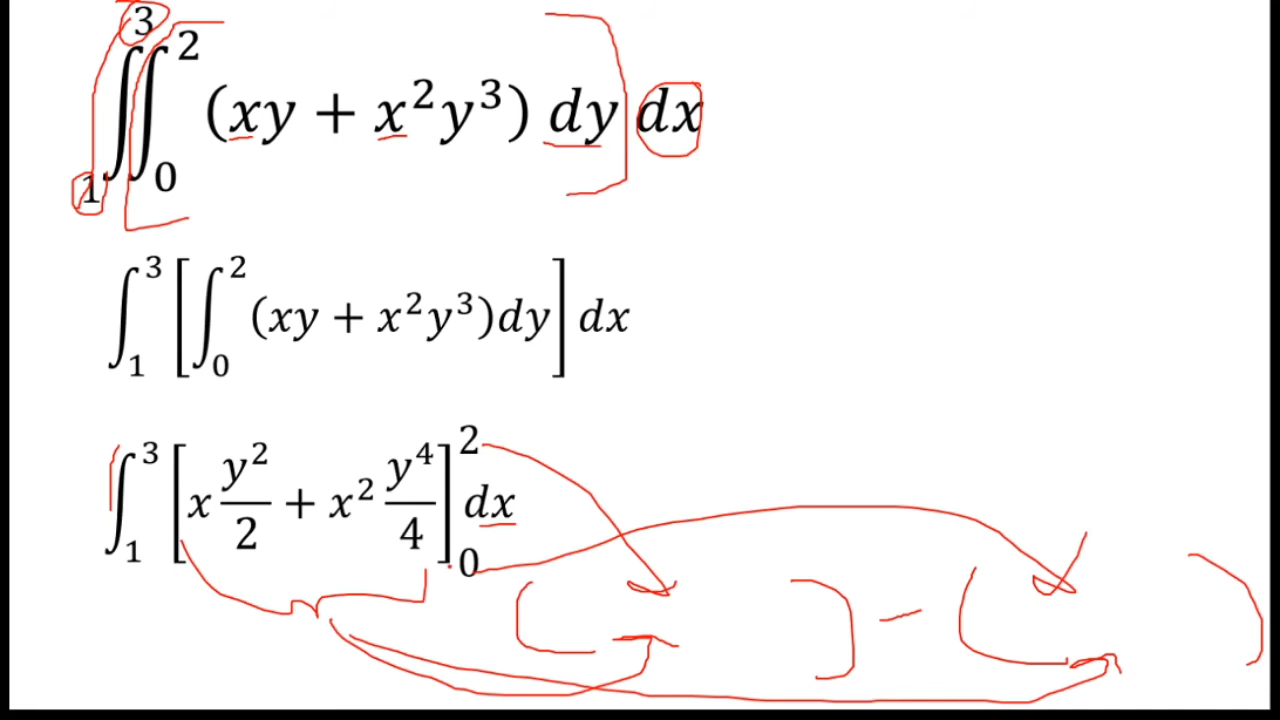 ∫₁³ ∫₀² (xy + x²y³) dy dx
∫₁³ [∫₀² (xy + x²y³)dy] dx
∫₁³ [x y²/2 + x² y⁴/4]₀² dx